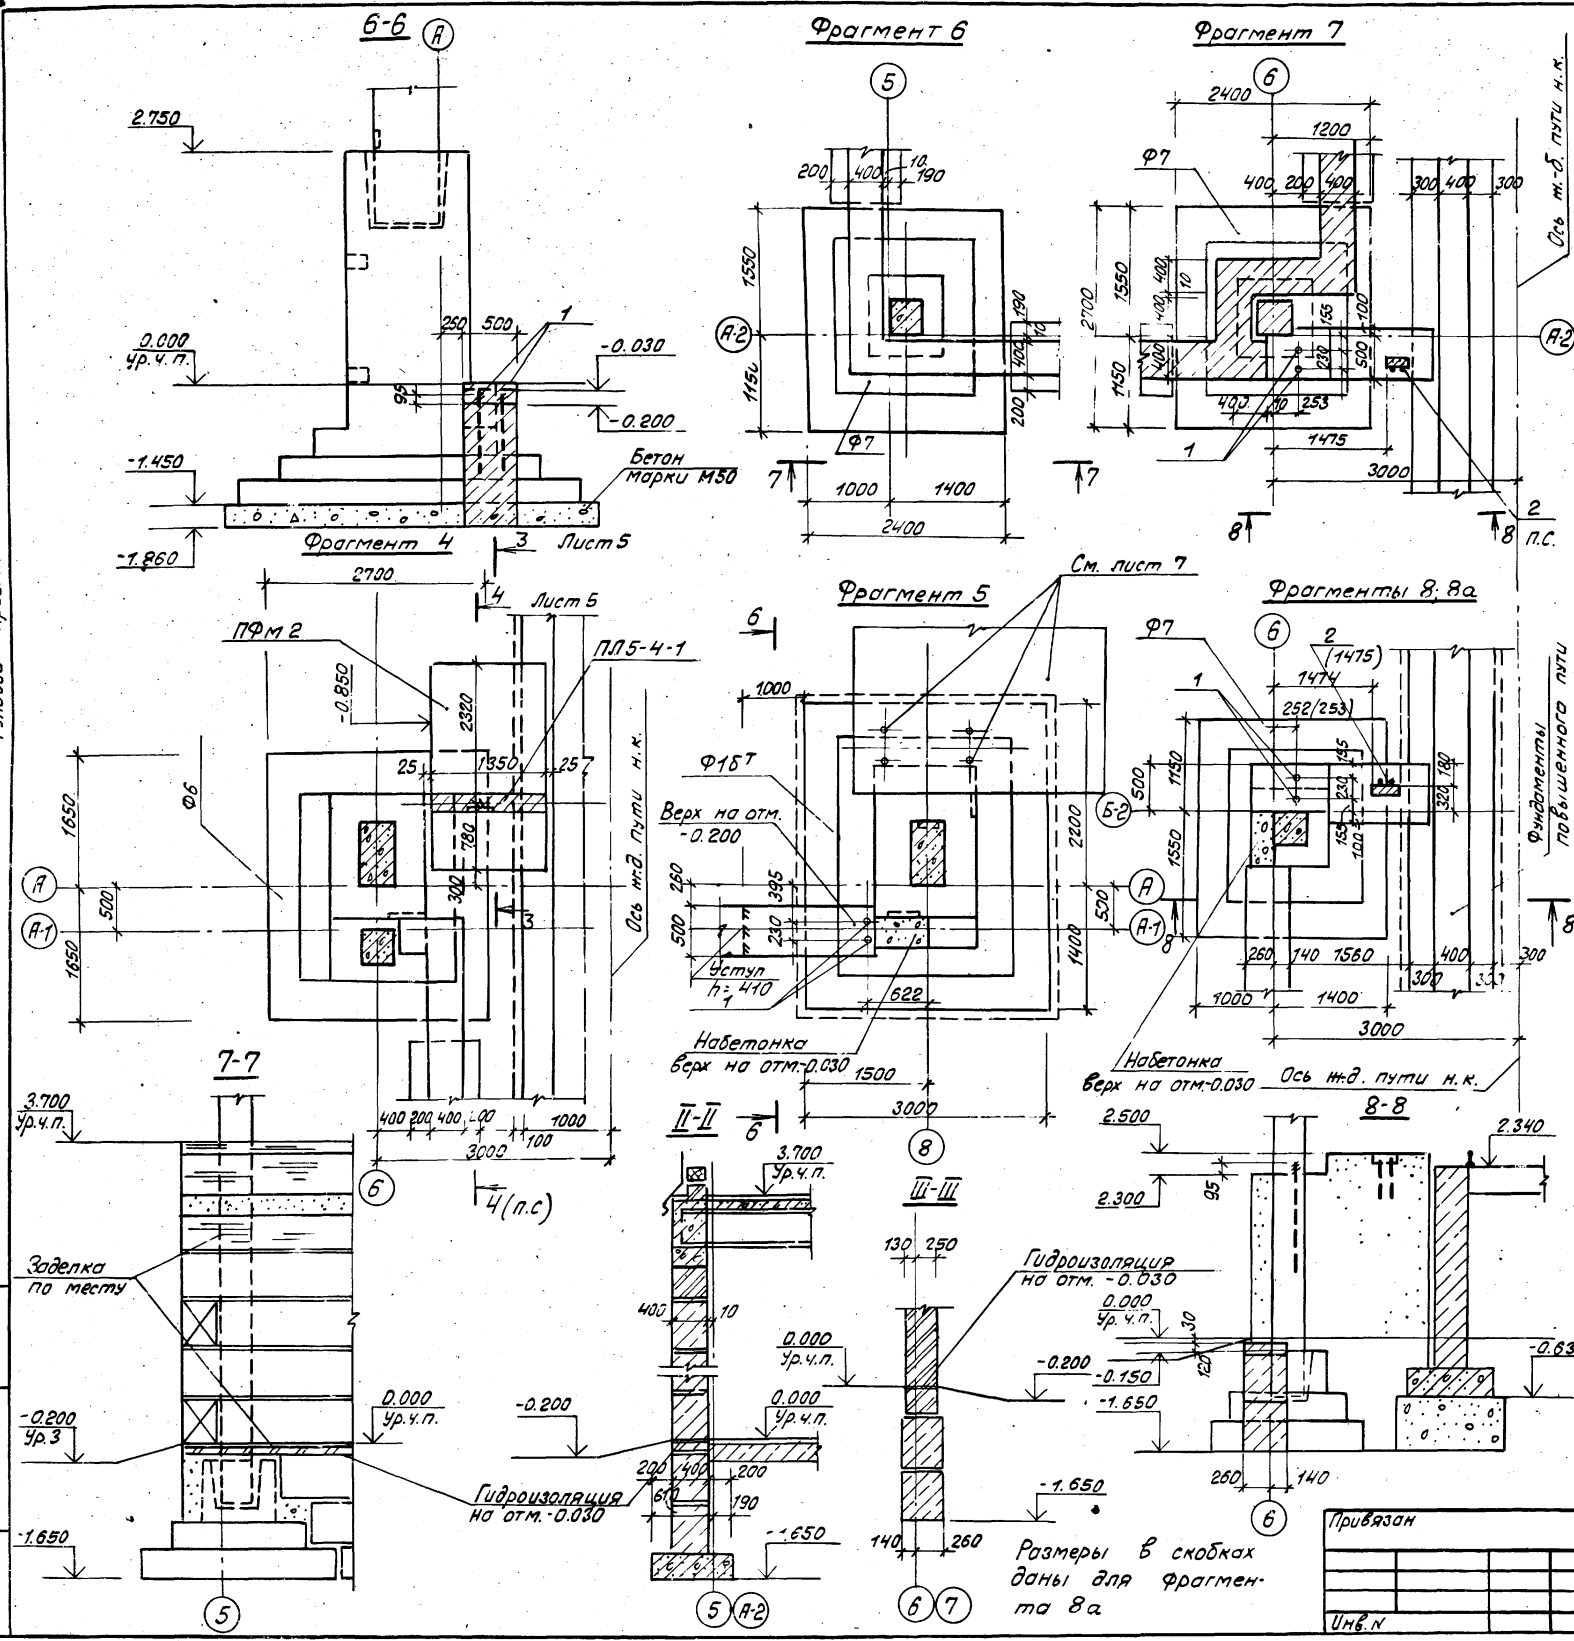 6-6
А
2.750
0.000
Ур.ч.п.
260
500
1
-0.030
95
-0.200
-1.450
-1.860
Бетон
марки М50
Фрагмент 6
5
200
400
10
190
1550
1150
А-2
190
10
400
200
Ф7
7
7
1000
1400
2400
Фрагмент 7
6
2400
1200
Ф7
400
200
400
300
400
300
Ось ж.-д. пути н.к.
2700
1550
1150
400
10
400
400
155
100
230
500
А-2
400
10
253
1
1475
3000
8
8
2
п.с.
Фрагмент 4
3
Лист 5
2700
4
Лист 5
ПФм 2
ПЛ5-4-1
-0.850
2320
25
1350
25
Ф6
1650
780
300
А
500
А-1
1650
3
Ось ж.д. пути н.к.
400
200
400
200
1000
100
3000
6
4(п.с)
Фрагмент 5
См. лист 7
6
1000
Ф1б т
Верх на отм.
-0.200
2200
260
395
А
500
500
230
А-1
1400
Уступ
h=410
1
622
Набетонка
верх на отм.-0.030
1500
3000
6
8
Фрагменты 8; 8а
Ф7
6
2
(1475)
1474
1
252(253)
500
1150
155
230
180
320
Б-2
1550
155
100
Фундаменты
повышенного пути
8
8
260
140
1560
400
300
300
300
1000
1400
3000
Набетонка
верх на отм.-0.030
Ось ж.д. пути н.к.
7-7
3.700
Ур.ч.п.
Заделка
по месту
-0.200
Ур.З
0.000
Ур.ч.п.
Гидроизоляция
на отм.-0.030
-1.650
5
II-II
3.700
Ур.ч.п.
400
10
-0.200
0.000
Ур.ч.п.
200
400
200
610
190
-1.650
5
А-2
III-III
130
250
Гидроизоляция
на отм. -0.030
0.000
Ур.ч.п.
-0.200
-1.650
140
260
6
7
8-8
2.500
2.340
95
2.300
0.000
Ур.ч.п.
30
120
-0.150
-0.63
-1.650
260
140
6
Размеры в скобках
даны для фрагмен-
та 8а
Привязан
Инв.N